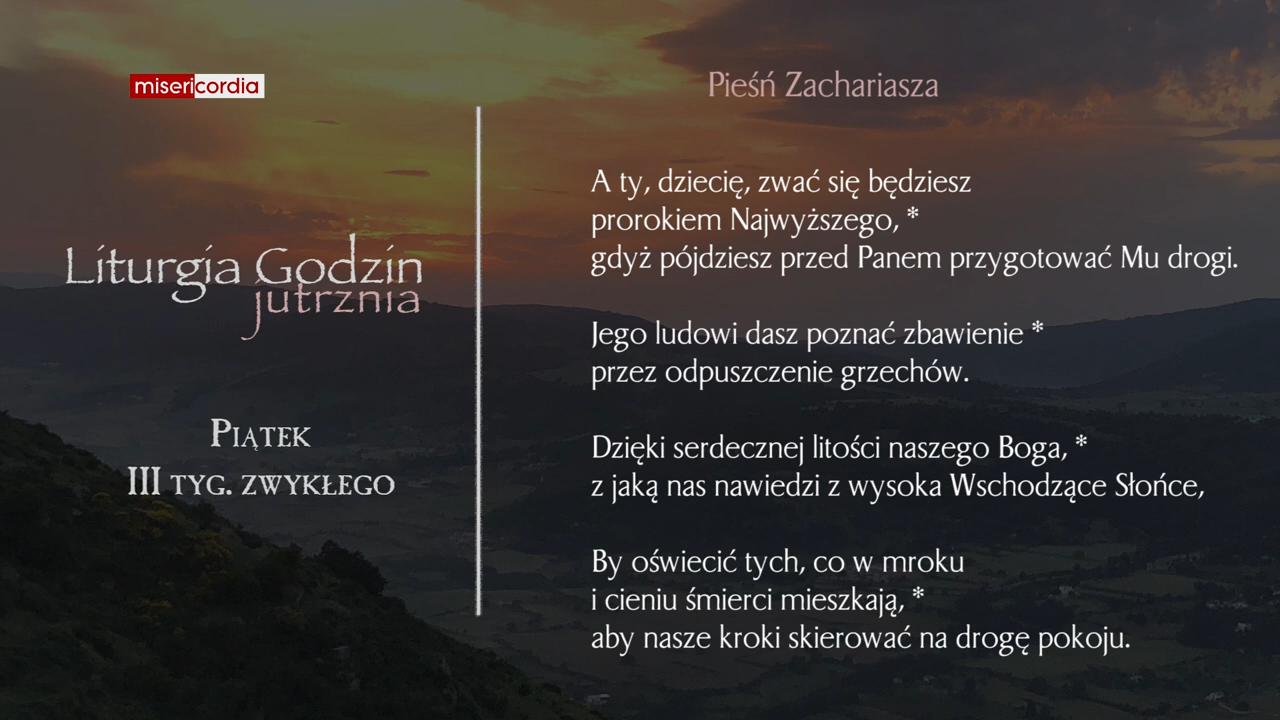 misericordia
Liturgia Godzin
jutrznia
Piątek
III tyg. zwykłego
Pieśń Zachariasza
A ty, dziecię, zwać się będziesz
prorokiem Najwyższego, *
gdyż pójdziesz przed Panem przygotować Mu drogi.
Jego ludowi dasz poznać zbawienie *
przez odpuszczenie grzechów.
Dzięki serdecznej litości naszego Boga, *
z jaką nas nawiedzi z wysoka Wschodzące Słońce,
By oświecić tych, co w mroku
i cieniu śmierci mieszkają, *
aby nasze kroki skierować na drogę pokoju.